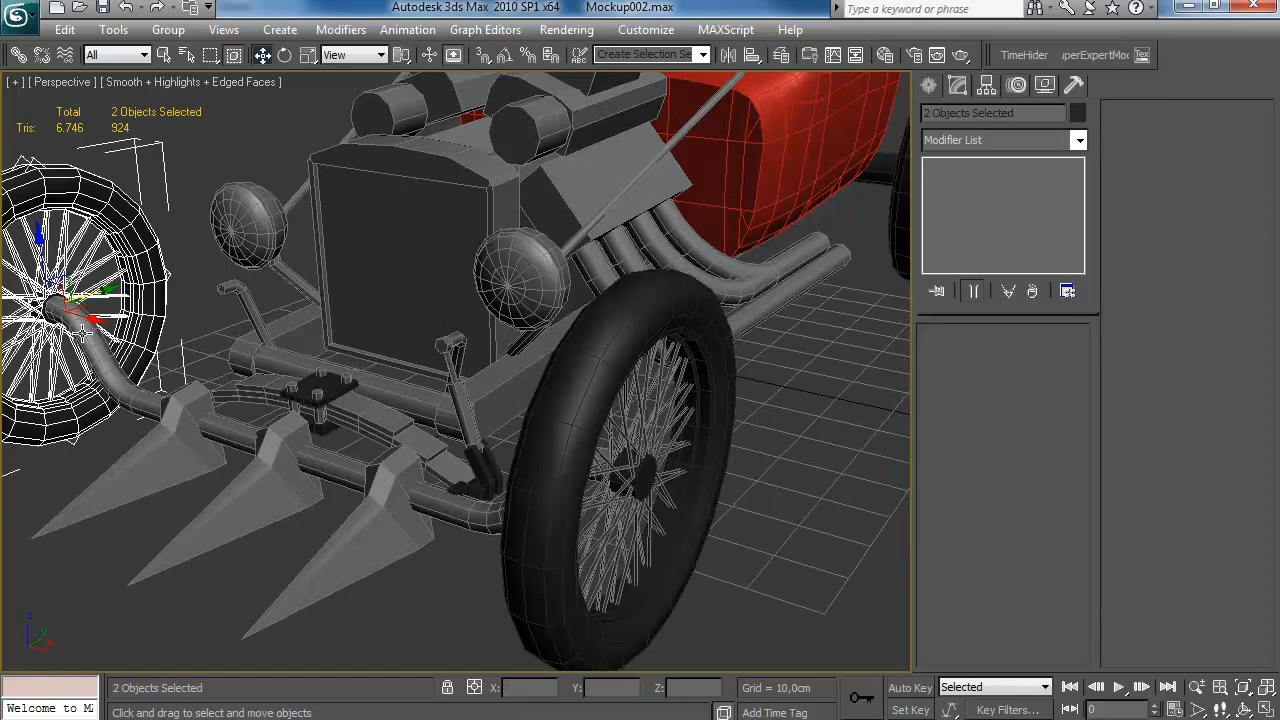 Autodesk 3ds Max 2010 SP1 x64 Mockup002.max
Type a keyword or phrase
Edit Tools Group Views Create Modifiers Animation Graph Editors Rendering Customize MAXScript Help
All View Create Selection Se TimeHider perExpertMod Tex
[ + ] [ Perspective ] [ Smooth + Highlights + Edged Faces ]
Total 2 Objects Selected
Tris: 6.746 924
2 Objects Selected
Modifier List
z
x
2 Objects Selected X: Y: Z: Grid = 10,0cm Auto Key Selected
Welcome to M Click and drag to select and move objects Add Time Tag Set Key Key Filters... 0